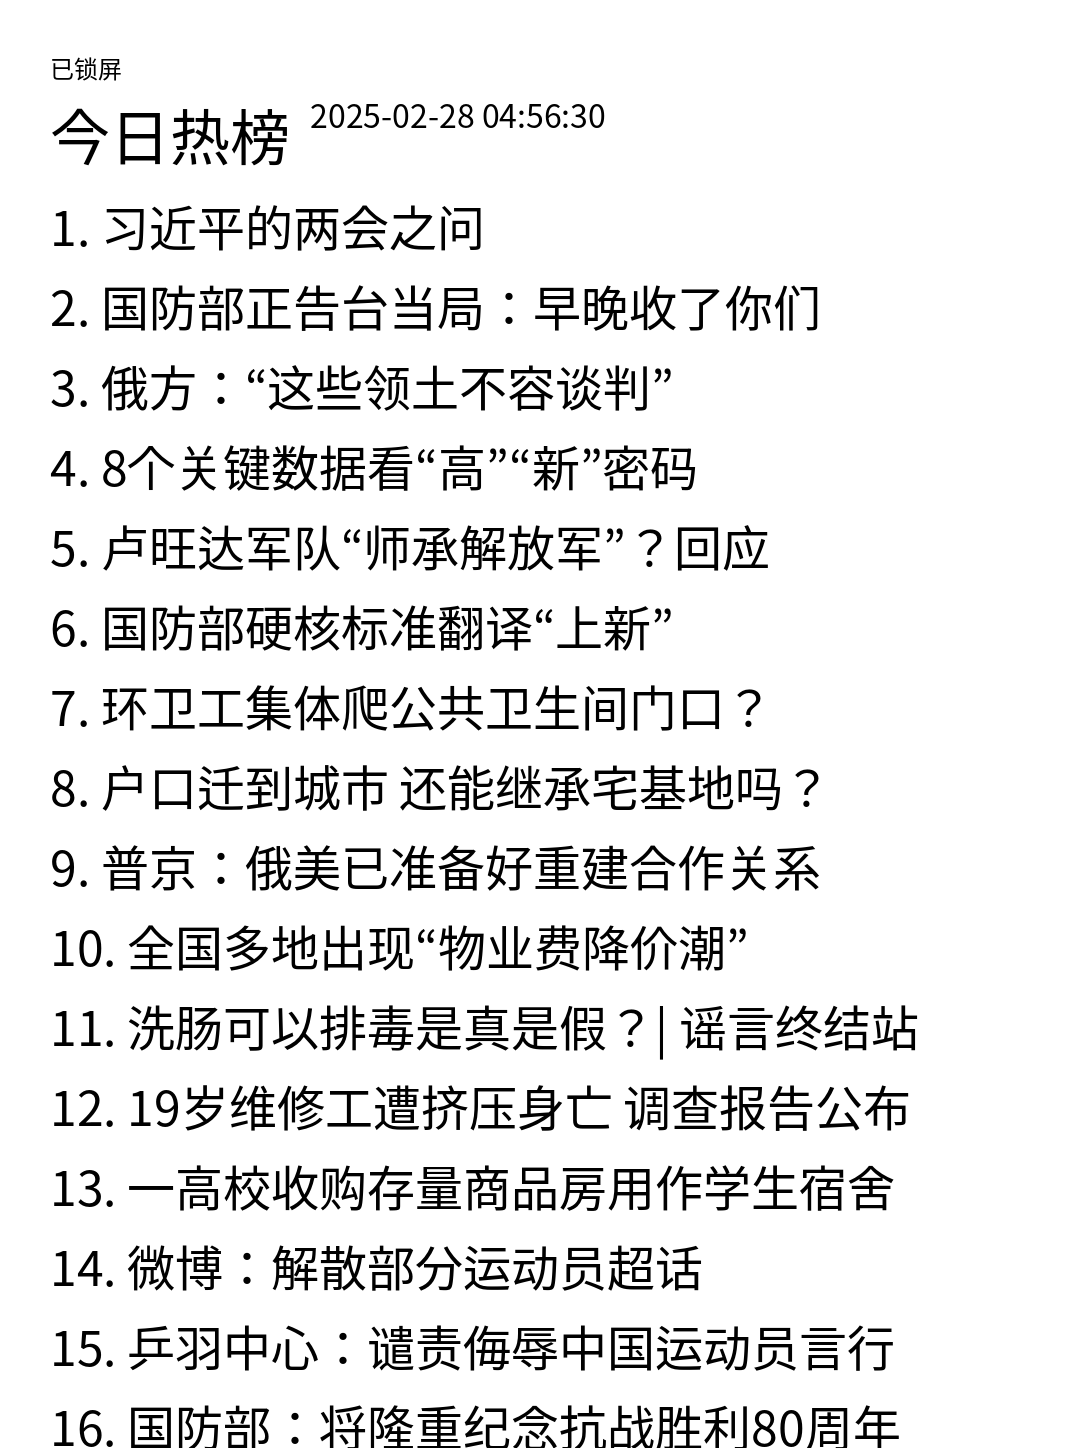 已锁屏
今日热榜 2025-02-28 04:56:30
1. 习近平的两会之问
2. 国防部正告台当局：早晚收了你们
3. 俄方：“这些领土不容谈判”
4. 8个关键数据看“高”“新”密码
5. 卢旺达军队“师承解放军”？回应
6. 国防部硬核标准翻译“上新”
7. 环卫工集体爬公共卫生间门口？
8. 户口迁到城市 还能继承宅基地吗？
9. 普京：俄美已准备好重建合作关系
10. 全国多地出现“物业费降价潮”
11. 洗肠可以排毒是真是假？| 谣言终结站
12. 19岁维修工遭挤压身亡 调查报告公布
13. 一高校收购存量商品房用作学生宿舍
14. 微博：解散部分运动员超话
15. 乒羽中心：谴责侮辱中国运动员言行
16. 国防部：将隆重纪念抗战胜利80周年